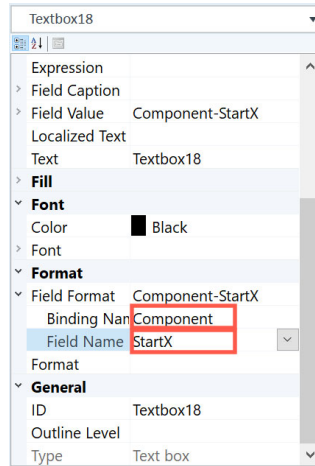 Textbox18
Expression
Field Caption
Field Value Component-StartX
Localized Text
Text Textbox18
Fill
Font
Color Black
Font
Format
Field Format Component-StartX
Binding Nam Component
Field Name StartX
Format
General
ID Textbox18
Outline Level
Type Text box